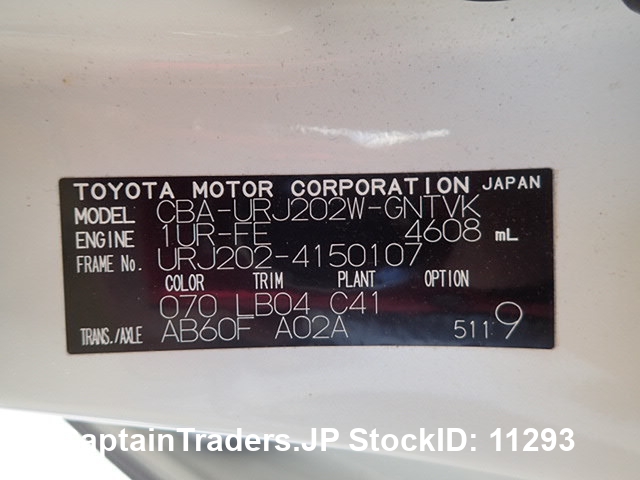 TOYOTA MOTOR CORPORATION JAPAN
MODEL CBA-URJ202W-GNTVK
ENGINE 1UR-FE 4608 mL
FRAME No. URJ202-4150107
COLOR TRIM PLANT OPTION
070 LB04 C41
TRANS./AXLE AB60F A02A 511 9
aptainTraders.JP StockID: 11293